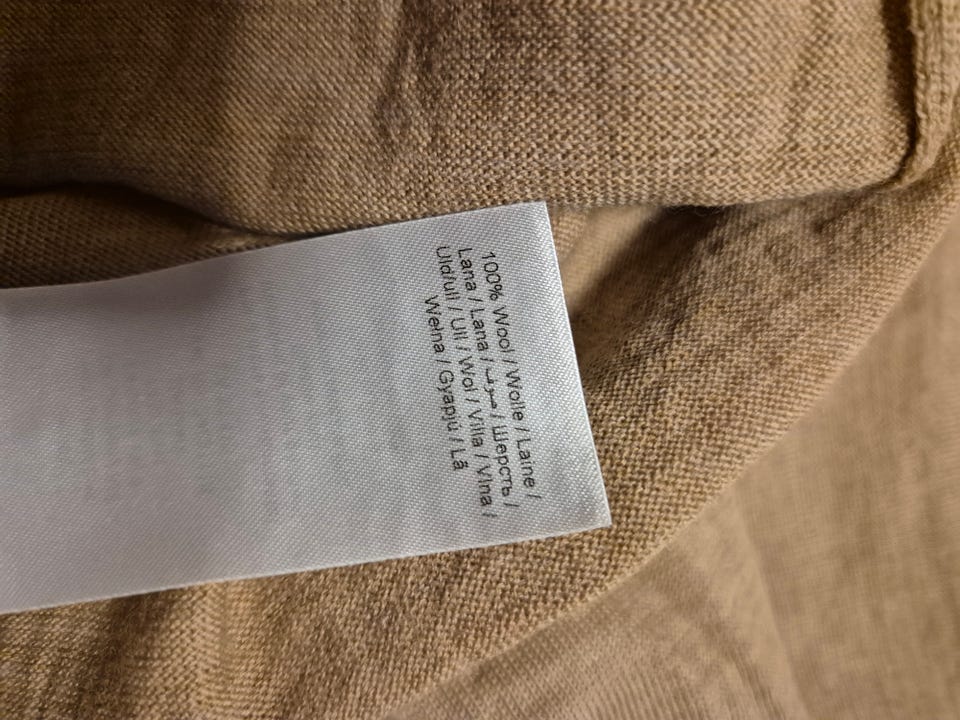 100% Wool / Wolle / Laine /
Lana / Lana / صوف / Шерсть /
Uld/ull / Ull / Wol / Villa / Vlna /
Wełna / Gyapjú / Lã